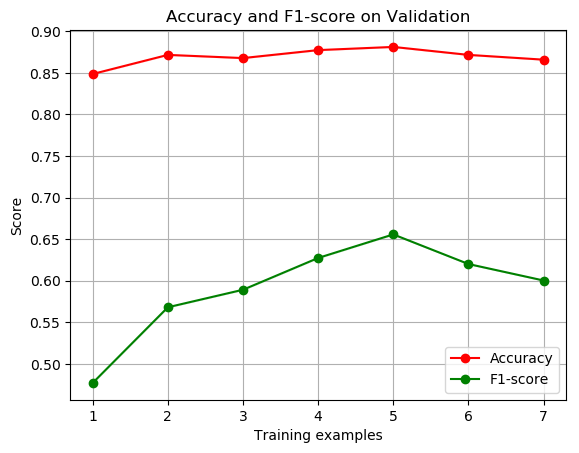 Accuracy and F1-score on Validation
0.90
0.85
0.80
0.75
0.70
0.65
0.60
0.55
0.50
Score
1 2 3 4 5 6 7
Training examples
Accuracy
F1-score